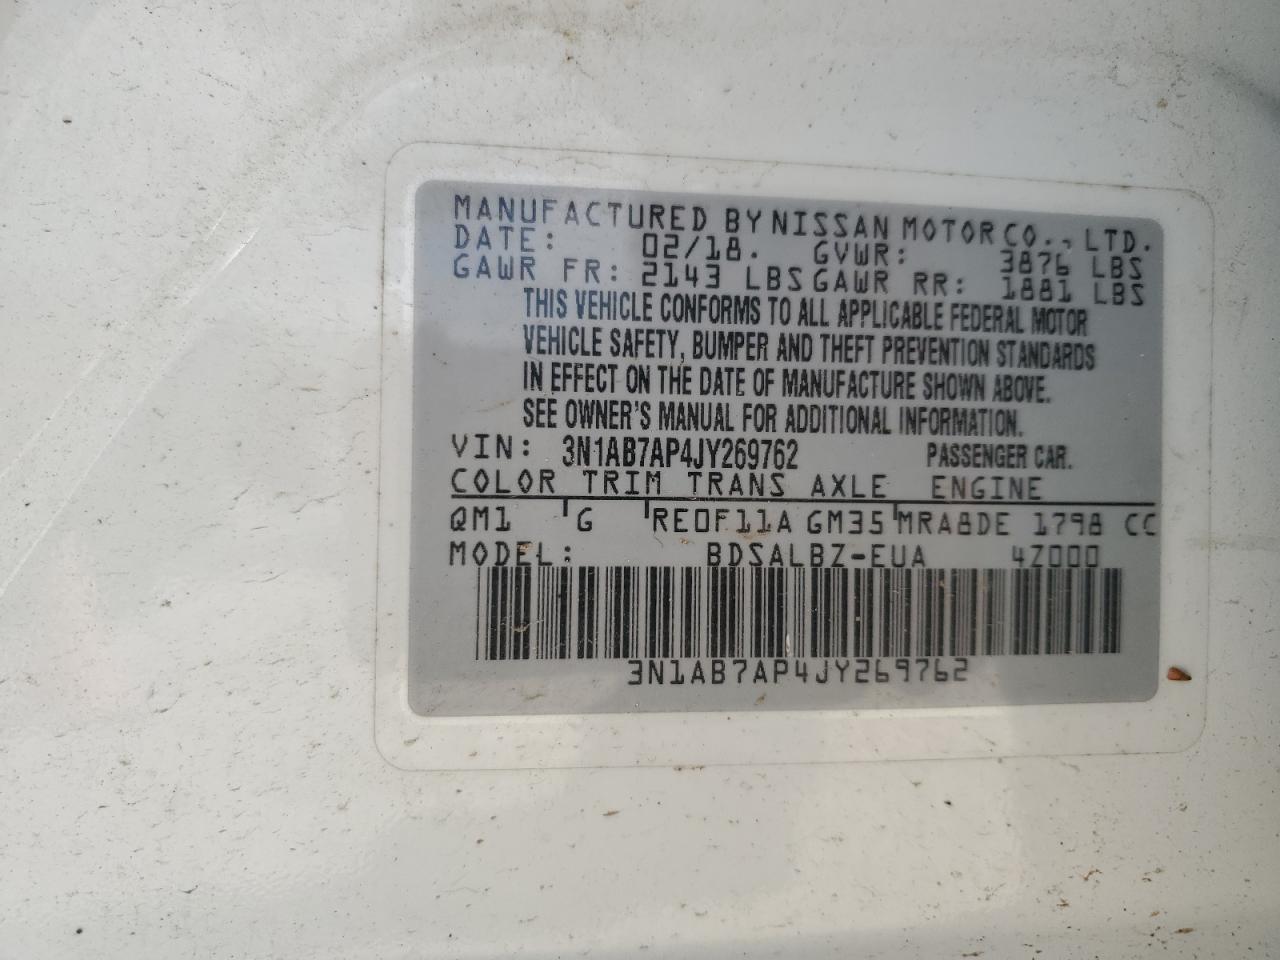 MANUFACTURED BY NISSAN MOTOR CO., LTD.
DATE: 02/18. GVWR: 3876 LBS
GAWR FR: 2143 LBS GAWR RR: 1881 LBS
THIS VEHICLE CONFORMS TO ALL APPLICABLE FEDERAL MOTOR
VEHICLE SAFETY, BUMPER AND THEFT PREVENTION STANDARDS
IN EFFECT ON THE DATE OF MANUFACTURE SHOWN ABOVE.
SEE OWNER'S MANUAL FOR ADDITIONAL INFORMATION.
VIN: 3N1AB7AP4JY269762 PASSENGER CAR.
COLOR TRIM TRANS AXLE ENGINE
QM1 G RE0F11A GM35 MRA8DE 1798 CC
MODEL: BDSALBZ-EUA 4Z000
3N1AB7AP4JY269762